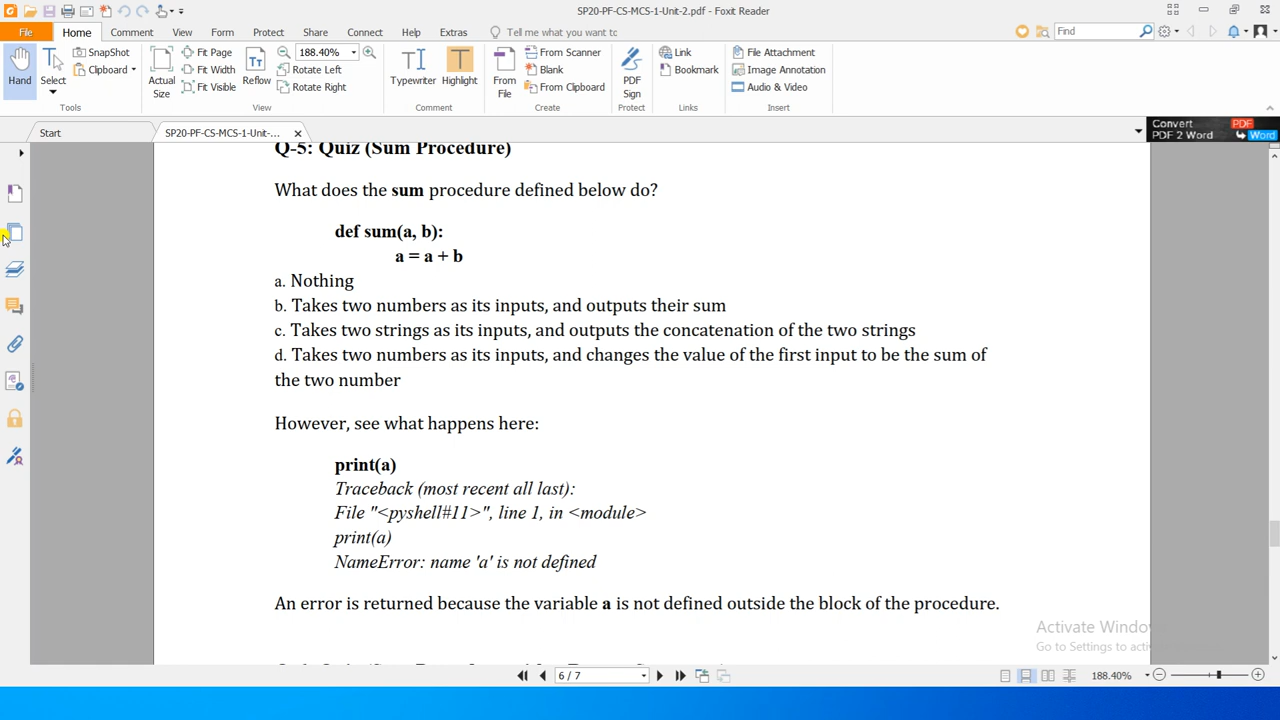 SP20-PF-CS-MCS-1-Unit-2.pdf - Foxit Reader
File Home Comment View Form Protect Share Connect Help Extras Tell me what you want tc Find
Hand
Select
SnapShot
Clipboard
Tools
Actual Size
Fit Page
Fit Width
Fit Visible
Reflow
188.40%
Rotate Left
Rotate Right
View
Typewriter
Highlight
Comment
From File
From Scanner
Blank
From Clipboard
Create
PDF Sign
Protect
Link
Bookmark
Links
File Attachment
Image Annotation
Audio & Video
Insert
Start
SP20-PF-CS-MCS-1-Unit-...
Convert PDF
PDF 2 Word Word
Q-5: Quiz (Sum Procedure)
What does the sum procedure defined below do?
def sum(a, b):
a = a + b
a. Nothing
b. Takes two numbers as its inputs, and outputs their sum
c. Takes two strings as its inputs, and outputs the concatenation of the two strings
d. Takes two numbers as its inputs, and changes the value of the first input to be the sum of
the two number
However, see what happens here:
print(a)
Traceback (most recent all last):
File "<pyshell#11>", line 1, in <module>
print(a)
NameError: name 'a' is not defined
An error is returned because the variable a is not defined outside the block of the procedure.
Activate Windo
Go to Settings to acti
6 / 7
188.40%